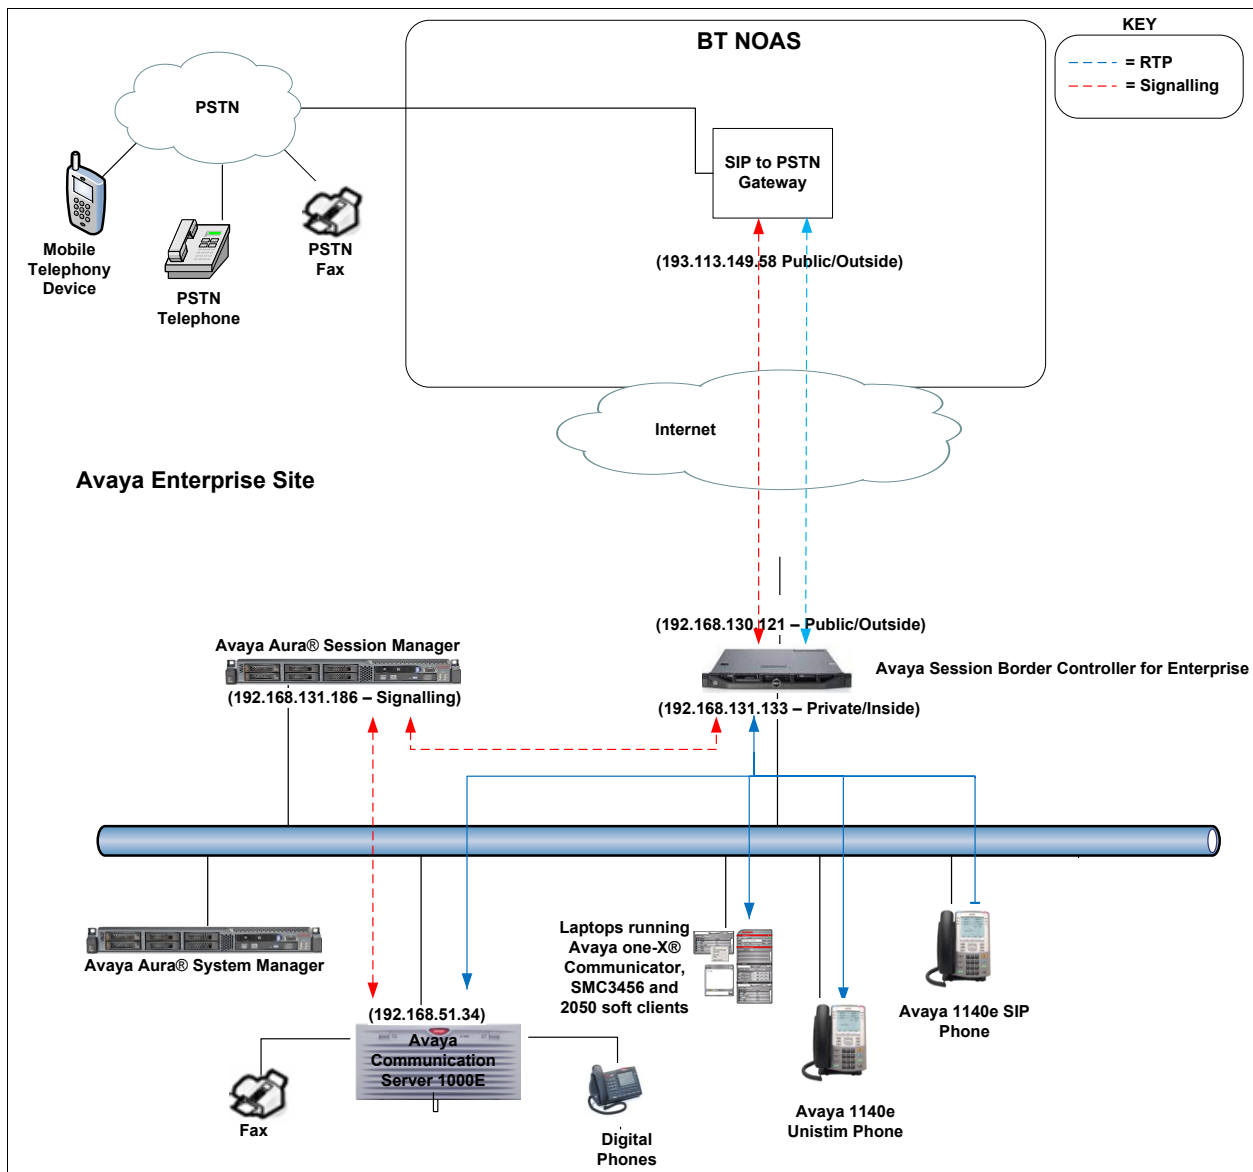 BT NOAS
KEY
= RTP
= Signalling
PSTN
SIP to PSTN
Gateway
Mobile
Telephony
Device
PSTN
Telephone
PSTN
Fax
(193.113.149.58 Public/Outside)
Internet
Avaya Enterprise Site
(192.168.130.121 – Public/Outside)
Avaya Aura® Session Manager
(192.168.131.186 – Signalling)
Avaya Session Border Controller for Enterprise
(192.168.131.133 – Private/Inside)
Avaya Aura® System Manager
Laptops running
Avaya one-X®
Communicator,
SMC3456 and
2050 soft clients
Avaya 1140e SIP
Phone
(192.168.51.34)
Avaya
Communication
Server 1000E
Fax
Digital
Phones
Avaya 1140e
Unistim Phone